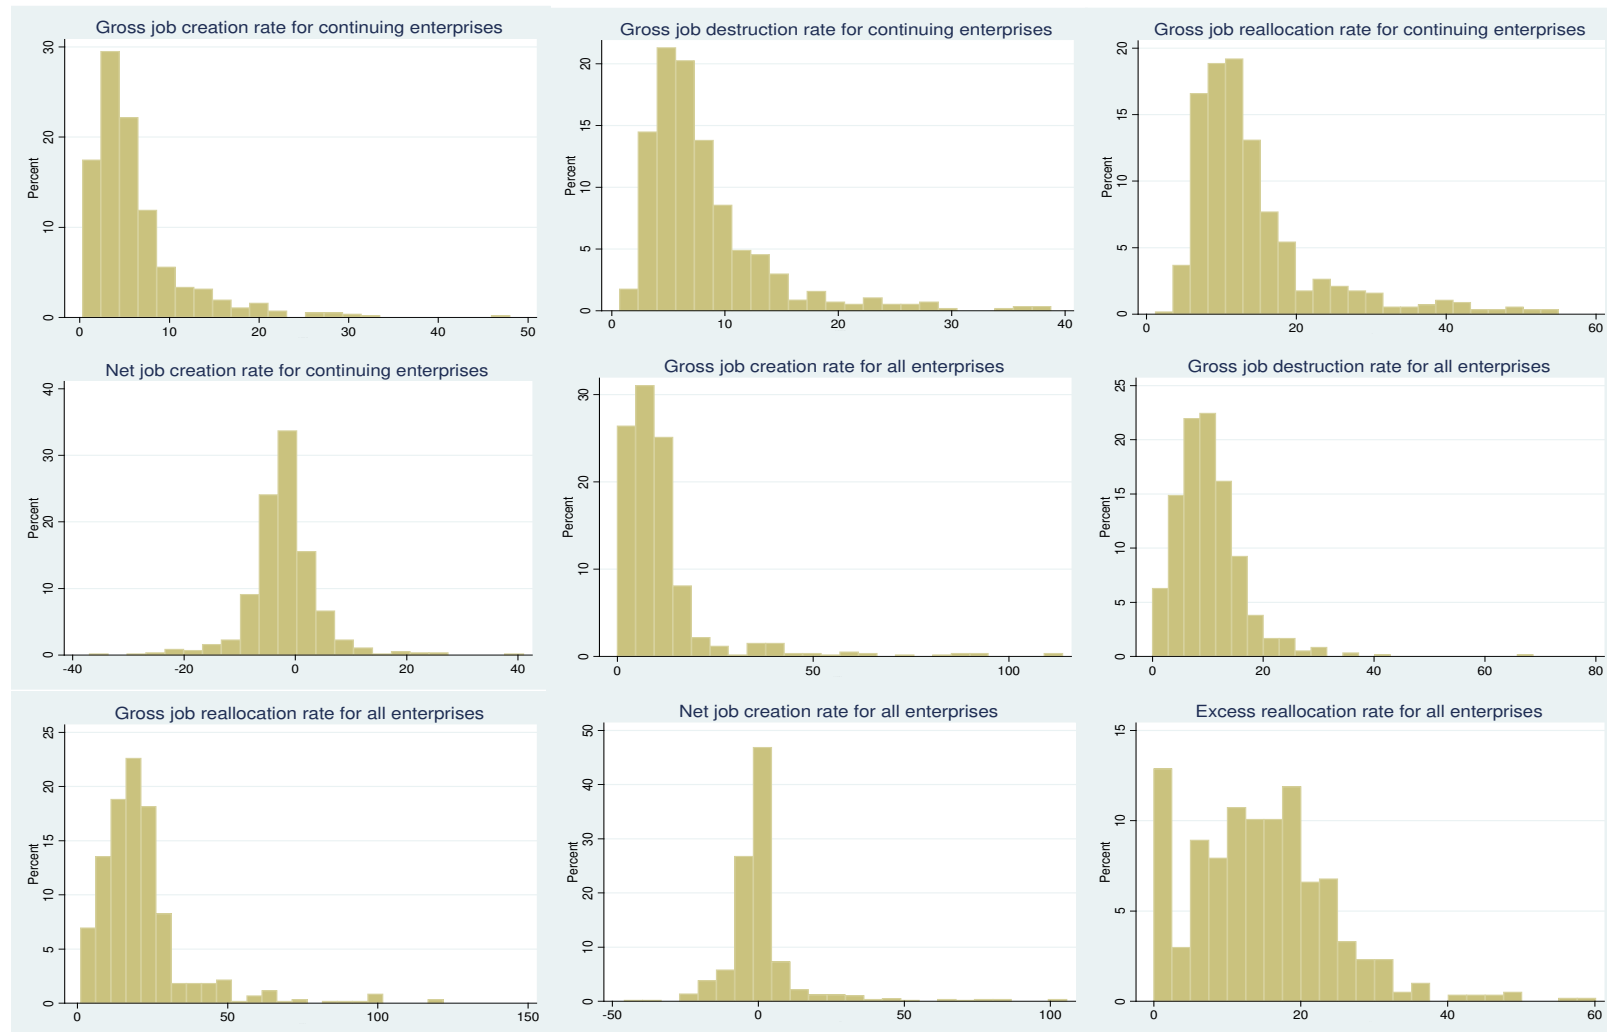 Gross job creation rate for continuing enterprises
Percent
0 10 20 30
0 10 20 30 40 50
Gross job destruction rate for continuing enterprises
Percent
0 5 10 15 20
0 10 20 30 40
Gross job reallocation rate for continuing enterprises
Percent
0 5 10 15 20
0 20 40 60
Net job creation rate for continuing enterprises
Percent
0 10 20 30 40
-40 -20 0 20 40
Gross job creation rate for all enterprises
Percent
0 10 20 30
0 50 100
Gross job destruction rate for all enterprises
Percent
0 5 10 15 20 25
0 20 40 60 80
Gross job reallocation rate for all enterprises
Percent
0 5 10 15 20 25
0 50 100 150
Net job creation rate for all enterprises
Percent
0 10 20 30 40 50
-50 0 50 100
Excess reallocation rate for all enterprises
Percent
0 5 10 15
0 20 40 60